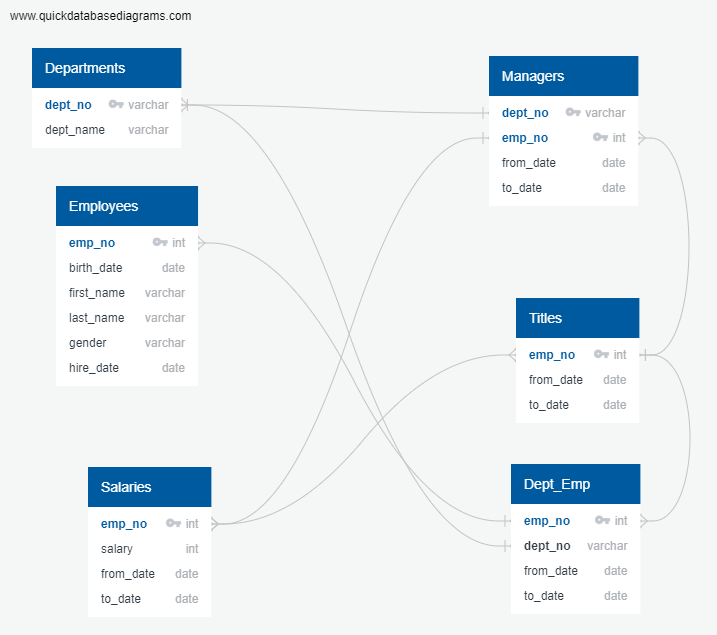 www.quickdatabasediagrams.com
Departments
dept_no varchar
dept_name varchar
Managers
dept_no varchar
emp_no int
from_date date
to_date date
Employees
emp_no int
birth_date date
first_name varchar
last_name varchar
gender varchar
hire_date date
Titles
emp_no int
from_date date
to_date date
Salaries
emp_no int
salary int
from_date date
to_date date
Dept_Emp
emp_no int
dept_no varchar
from_date date
to_date date